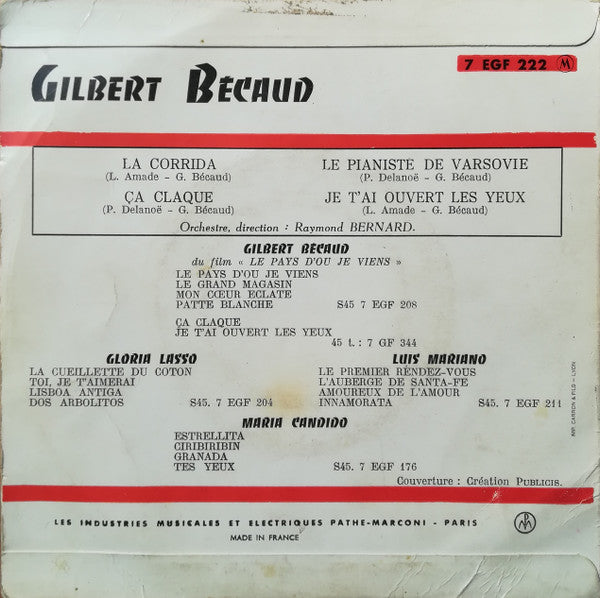 7 EGF 222 M
GILBERT BÉCAUD
LA CORRIDA
(L. Amade - G. Bécaud)
LE PIANISTE DE VARSOVIE
(P. Delanoë - G. Bécaud)
ÇA CLAQUE
(P. Delanoë - G. Bécaud)
JE T'AI OUVERT LES YEUX
(L. Amade - G. Bécaud)
Orchestre, direction : Raymond BERNARD.
GILBERT BÉCAUD
du film « LE PAYS D'OU JE VIENS »
LE PAYS D'OU JE VIENS
LE GRAND MAGASIN
MON CŒUR ECLATE
PATTE BLANCHE S45 7 EGF 208
ÇA CLAQUE
JE T'AI OUVERT LES YEUX
45 t. : 7 GF 344
GLORIA LASSO
LA CUEILLETTE DU COTON
TOI, JE T'AIMERAI
LISBOA ANTIGA
DOS ARBOLITOS S45. 7 EGF 204
LUIS MARIANO
LE PREMIER RENDEZ-VOUS
L'AUBERGE DE SANTA-FE
AMOUREUX DE L'AMOUR
INNAMORATA S45. 7 EGF 211
MARIA CANDIDO
ESTRELLITA
CIRIBIRIBIN
GRANADA
TES YEUX S45. 7 EGF 176
IMP. CARRON & FILS - LYON
Couverture : Création PUBLICIS.
LES INDUSTRIES MUSICALES ET ELECTRIQUES PATHE-MARCONI - PARIS
MADE IN FRANCE